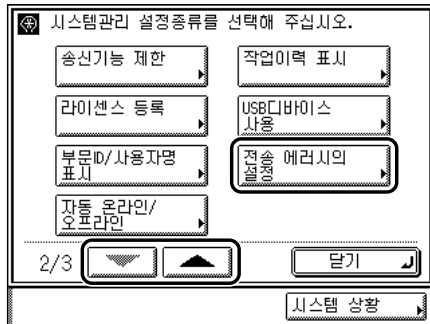 시스템관리 설정종류를 선택해 주십시오.
송신기능 제한
작업이력 표시
라이센스 등록
USB디바이스
사용
부문ID/사용자명
표시
전송 에러시의
설정
자동 온라인/
오프라인
2/3
닫기
시스템 상황